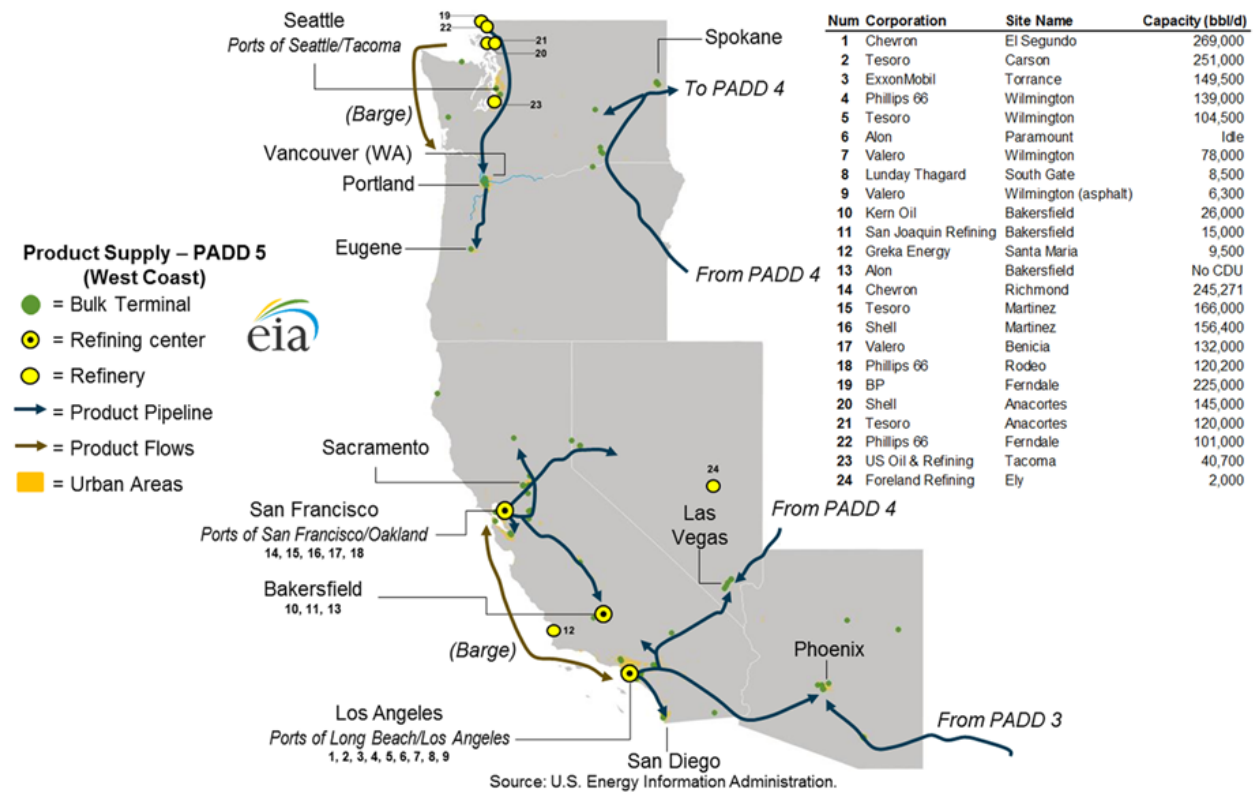 Seattle
Ports of Seattle/Tacoma
19
22
21
20
23
(Barge)
Vancouver (WA)
Portland
Eugene
Spokane
To PADD 4
From PADD 4
Product Supply – PADD 5
(West Coast)
= Bulk Terminal
= Refining center
= Refinery
= Product Pipeline
= Product Flows
= Urban Areas
eia
Sacramento
San Francisco
Ports of San Francisco/Oakland
14, 15, 16, 17, 18
Bakersfield
10, 11, 13
12
(Barge)
Los Angeles
Ports of Long Beach/Los Angeles
1, 2, 3, 4, 5, 6, 7, 8, 9
24
Las
Vegas
From PADD 4
Phoenix
From PADD 3
San Diego
Source: U.S. Energy Information Administration.
Num Corporation Site Name Capacity (bbl/d)
1 Chevron El Segundo 269,000
2 Tesoro Carson 251,000
3 ExxonMobil Torrance 149,500
4 Phillips 66 Wilmington 139,000
5 Tesoro Wilmington 104,500
6 Alon Paramount Idle
7 Valero Wilmington 78,000
8 Lunday Thagard South Gate 8,500
9 Valero Wilmington (asphalt) 6,300
10 Kern Oil Bakersfield 26,000
11 San Joaquin Refining Bakersfield 15,000
12 Greka Energy Santa Maria 9,500
13 Alon Bakersfield No CDU
14 Chevron Richmond 245,271
15 Tesoro Martinez 166,000
16 Shell Martinez 156,400
17 Valero Benicia 132,000
18 Phillips 66 Rodeo 120,200
19 BP Ferndale 225,000
20 Shell Anacortes 145,000
21 Tesoro Anacortes 120,000
22 Phillips 66 Ferndale 101,000
23 US Oil & Refining Tacoma 40,700
24 Foreland Refining Ely 2,000